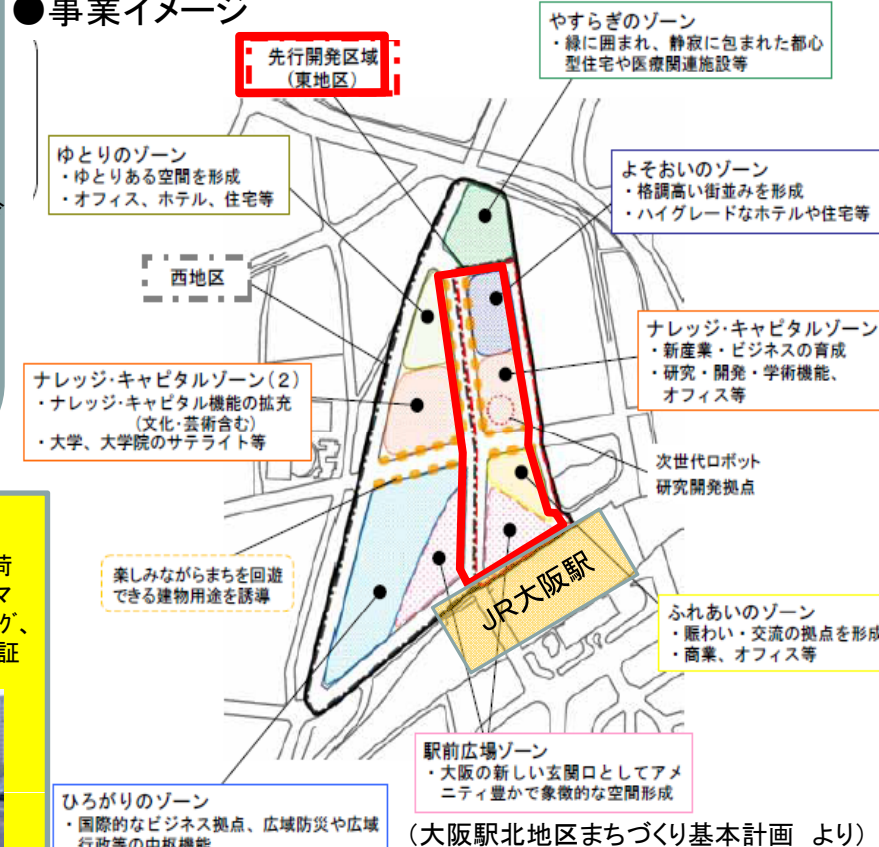 ●事業イメージ
先行開発区域
(東地区)
やすらぎのゾーン
・緑に囲まれ、静寂に包まれた都心
型住宅や医療関連施設等
ゆとりのゾーン
・ゆとりある空間を形成
・オフィス、ホテル、住宅等
よそおいのゾーン
・格調高い街並みを形成
・ハイグレードなホテルや住宅等
西地区
ナレッジ・キャピタルゾーン
・新産業・ビジネスの育成
・研究・開発・学術機能、
オフィス等
ナレッジ・キャピタルゾーン(2)
・ナレッジ・キャピタル機能の拡充
(文化・芸術含む)
・大学、大学院のサテライト等
次世代ロボット
研究開発拠点
荷
マ
グ、
証
楽しみながらまちを回遊
できる建物用途を誘導
JR大阪駅
ふれあいのゾーン
・賑わい・交流の拠点を形成
・商業、オフィス等
駅前広場ゾーン
・大阪の新しい玄関口としてアメ
ニティ豊かで象徴的な空間形成
ひろがりのゾーン
・国際的なビジネス拠点、広域防災や広域
行政等の中枢機能
(大阪駅北地区まちづくり基本計画 より)